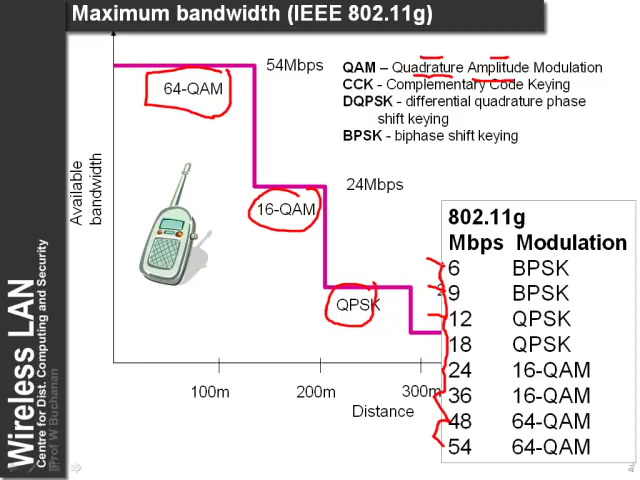 Maximum bandwidth (IEEE 802.11g)
54Mbps
64-QAM
QAM – Quadrature Amplitude Modulation
CCK - Complementary Code Keying
DQPSK - differential quadrature phase
shift keying
BPSK - biphase shift keying
Available
bandwidth
24Mbps
16-QAM
QPSK
100m
200m
300m
Distance
802.11g
Mbps Modulation
6 BPSK
9 BPSK
12 QPSK
18 QPSK
24 16-QAM
36 16-QAM
48 64-QAM
54 64-QAM
Wireless LAN
Centre for Dist. Computing and Security
Prof W Buchanan